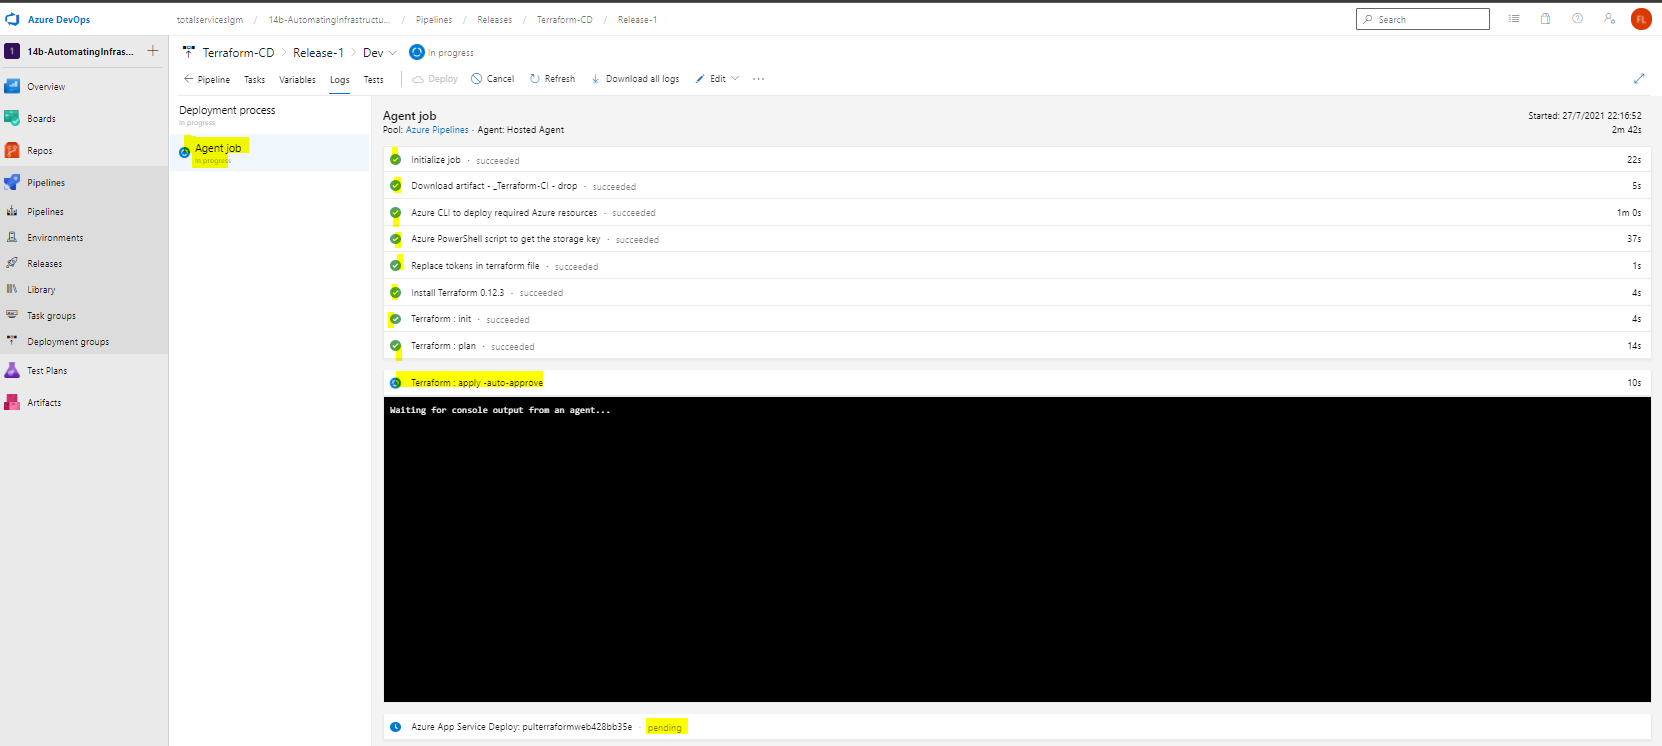 Azure DevOps
totalserviceslgm / 14b-AutomatingInfrastructu... / Pipelines / Releases / Terraform-CD / Release-1
Search
FL
1 14b-AutomatingInfras... +
Overview
Boards
Repos
Pipelines
Pipelines
Environments
Releases
Library
Task groups
Deployment groups
Test Plans
Artifacts
Terraform-CD > Release-1 > Dev In progress
Pipeline Tasks Variables Logs Tests Deploy Cancel Refresh Download all logs Edit ...
Deployment process
In progress
Agent job
In progress
Agent job
Pool: Azure Pipelines · Agent: Hosted Agent
Started: 27/7/2021 22:16:52
2m 42s
Initialize job · succeeded 22s
Download artifact - _Terraform-CI - drop · succeeded 5s
Azure CLI to deploy required Azure resources · succeeded 1m 0s
Azure PowerShell script to get the storage key · succeeded 37s
Replace tokens in terraform file · succeeded 1s
Install Terraform 0.12.3 · succeeded 4s
Terraform : init · succeeded 4s
Terraform : plan · succeeded 14s
Terraform : apply -auto-approve 10s
Waiting for console output from an agent...
Azure App Service Deploy: pulterraformweb428bb35e · pending